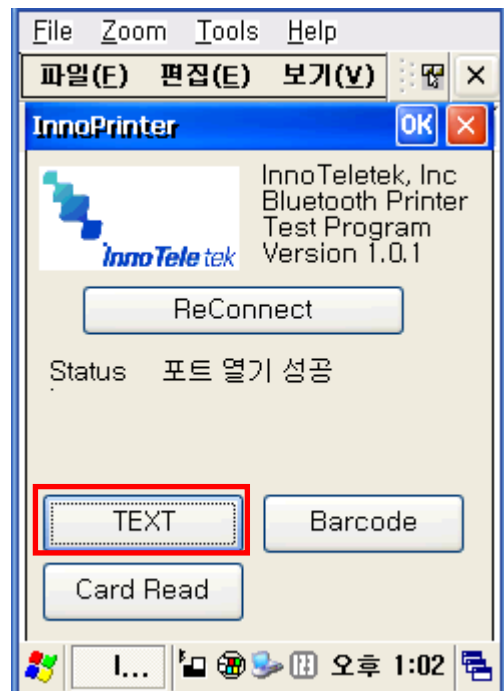 File Zoom Tools Help
파일(F) 편집(E) 보기(V)
InnoPrinter OK
InnoTeletek
InnoTeletek, Inc
Bluetooth Printer
Test Program
Version 1.0.1
ReConnect
Status 포트 열기 성공
TEXT Barcode
Card Read
I... 오후 1:02